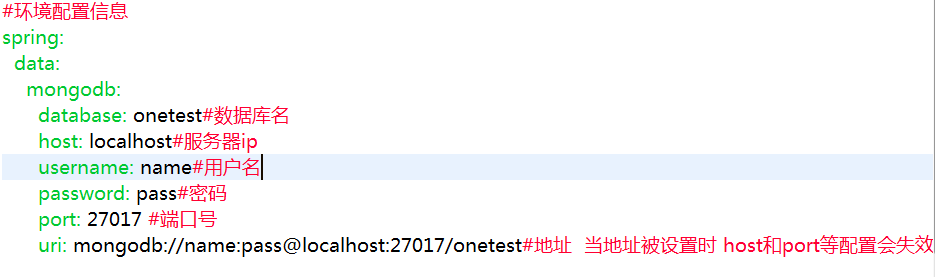 #环境配置信息
spring:
  data:
    mongodb:
      database: onetest#数据库名
      host: localhost#服务器ip
      username: name#用户名
      password: pass#密码
      port: 27017 #端口号
      uri: mongodb://name:pass@localhost:27017/onetest#地址  当地址被设置时 host和port等配置会失效